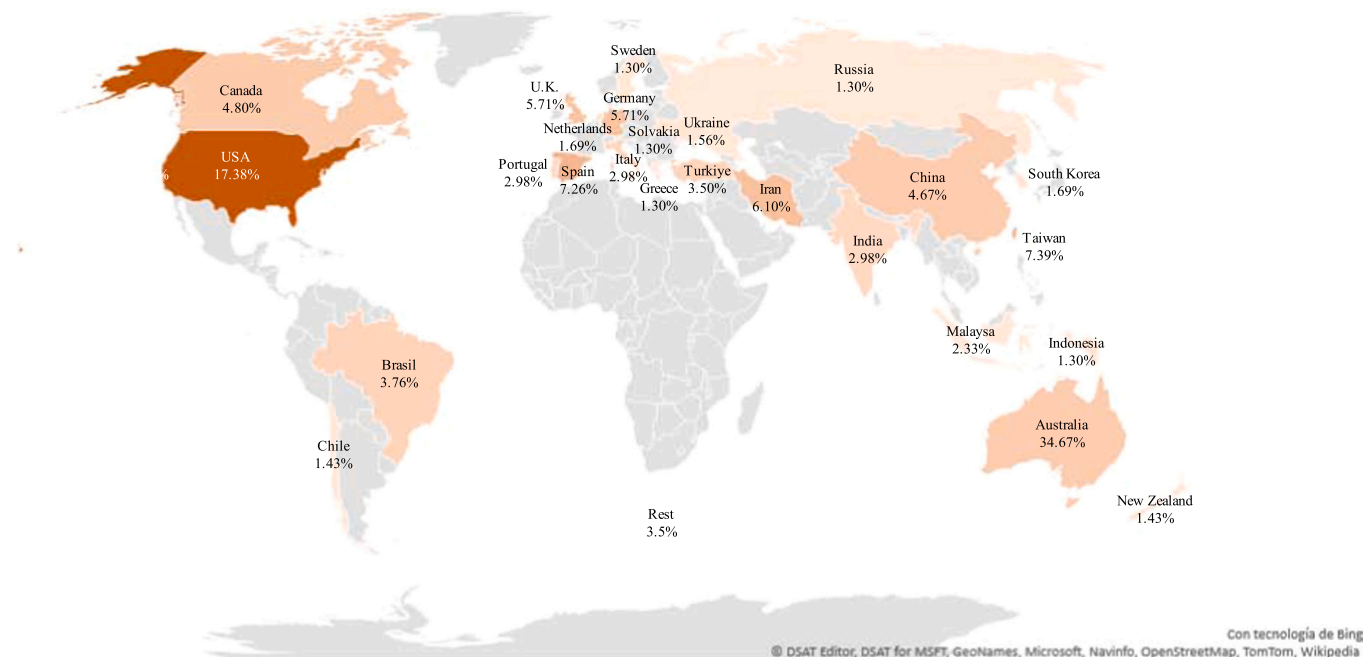 Sweden
1.30%
Russia
1.30%
Canada
4.80%
U.K.
5.71%
Germany
5.71%
Netherlands
1.69%
Solvakia
1.30%
Ukraine
1.56%
USA
17.38%
%
Portugal
2.98%
Spain
7.26%
Italy
2.98%
Greece
1.30%
Turkiye
3.50%
Iran
6.10%
China
4.67%
South Korea
1.69%
India
2.98%
Taiwan
7.39%
Malaysa
2.33%
Indonesia
1.30%
Brasil
3.76%
Chile
1.43%
Australia
34.67%
New Zealand
1.43%
Rest
3.5%
Con tecnología de Bing
© DSAT Editor, DSAT for MSFT, GeoNames, Microsoft, Navinfo, OpenStreetMap, TomTom, Wikipedia